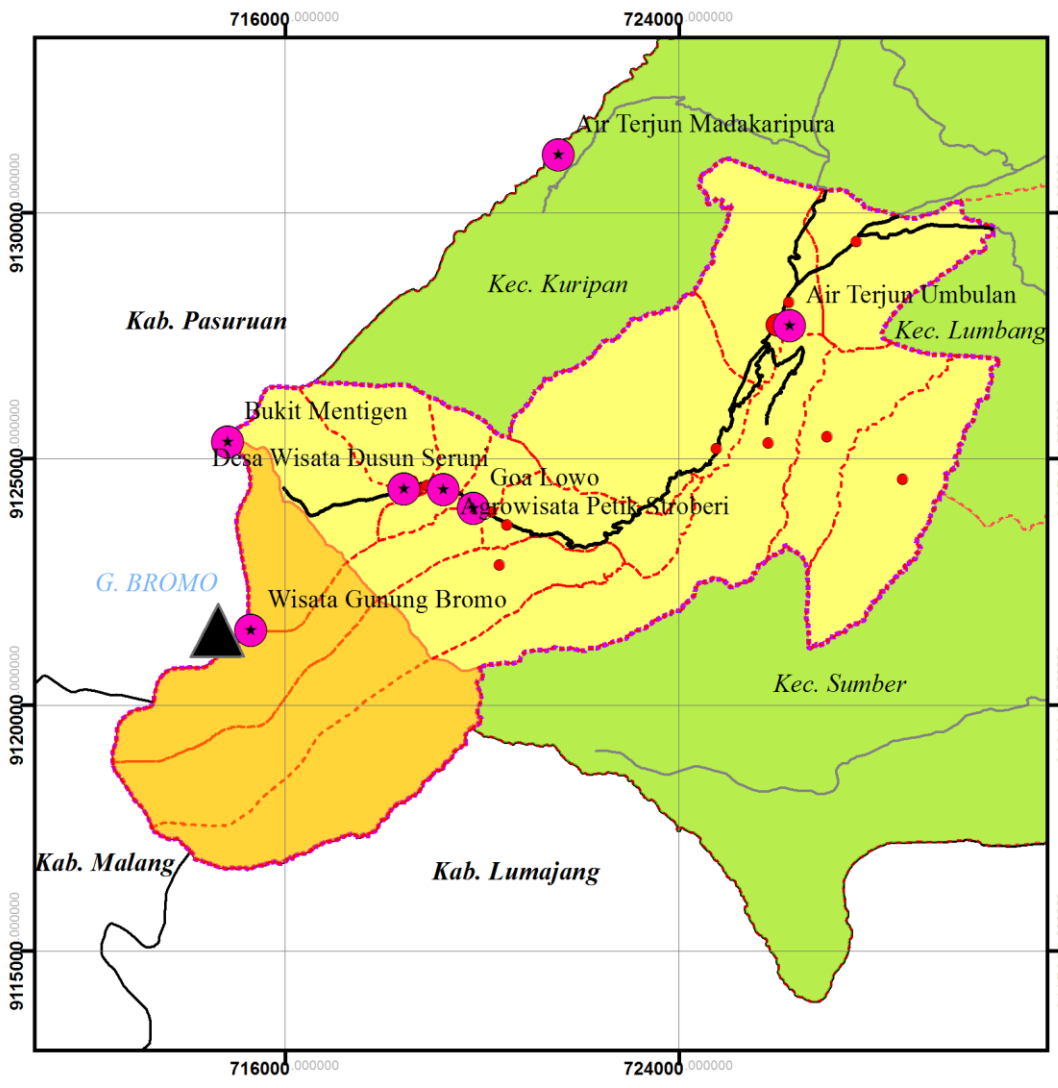 716000.000000
724000.000000
Air Terjun Madakaripura
9130000.000000
Kec. Kuripan
Air Terjun Umbulan
Kab. Pasuruan
Kec. Lumbang
Bukit Mentigen
Desa Wisata Dusun Seruni
9125000.000000
Goa Lowo
Agrowisata Petik Stroberi
G. BROMO
Wisata Gunung Bromo
Kec. Sumber
9120000.000000
Kab. Malang
Kab. Lumajang
9115000.000000
716000.000000
724000.000000